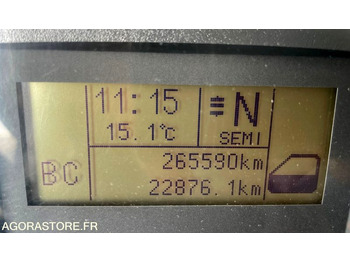 11:15
N
15.1℃
SEMI
265590km
BC
22876.1km
AGORASTORE.FR